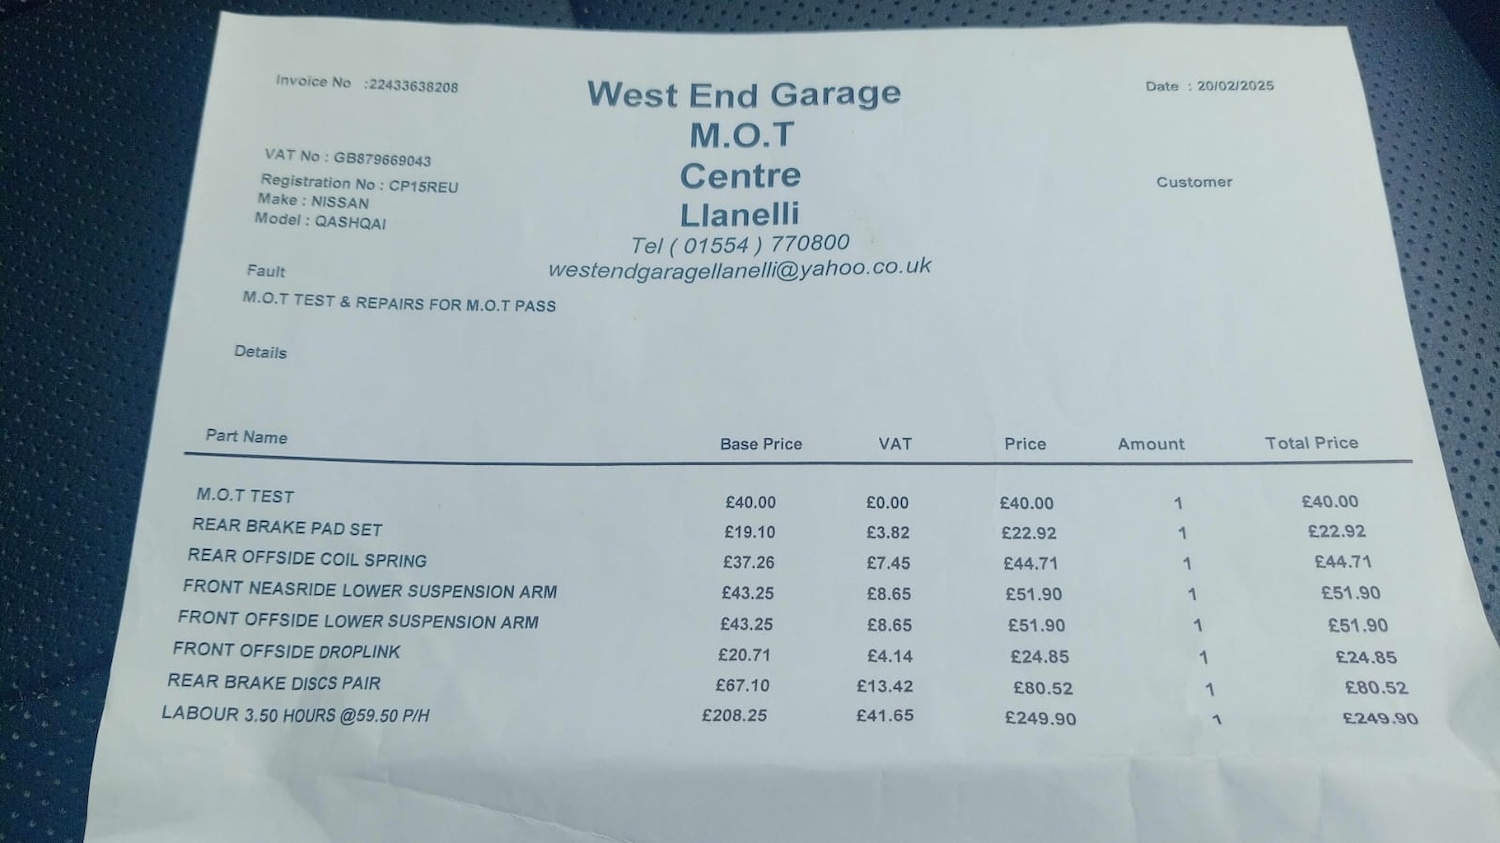 Invoice No :22433638208
West End Garage
M.O.T
Centre
Llanelli
Tel ( 01554 ) 770800
westendgaragellanelli@yahoo.co.uk
Date : 20/02/2025
VAT No : GB879669043
Registration No : CP15REU
Make : NISSAN
Model : QASHQAI
Customer
Fault
M.O.T TEST & REPAIRS FOR M.O.T PASS
Details
Part Name Base Price VAT Price Amount Total Price
M.O.T TEST £40.00 £0.00 £40.00 1 £40.00
REAR BRAKE PAD SET £19.10 £3.82 £22.92 1 £22.92
REAR OFFSIDE COIL SPRING £37.26 £7.45 £44.71 1 £44.71
FRONT NEASRIDE LOWER SUSPENSION ARM £43.25 £8.65 £51.90 1 £51.90
FRONT OFFSIDE LOWER SUSPENSION ARM £43.25 £8.65 £51.90 1 £51.90
FRONT OFFSIDE DROPLINK £20.71 £4.14 £24.85 1 £24.85
REAR BRAKE DISCS PAIR £67.10 £13.42 £80.52 1 £80.52
LABOUR 3.50 HOURS @59.50 P/H £208.25 £41.65 £249.90 1 £249.90